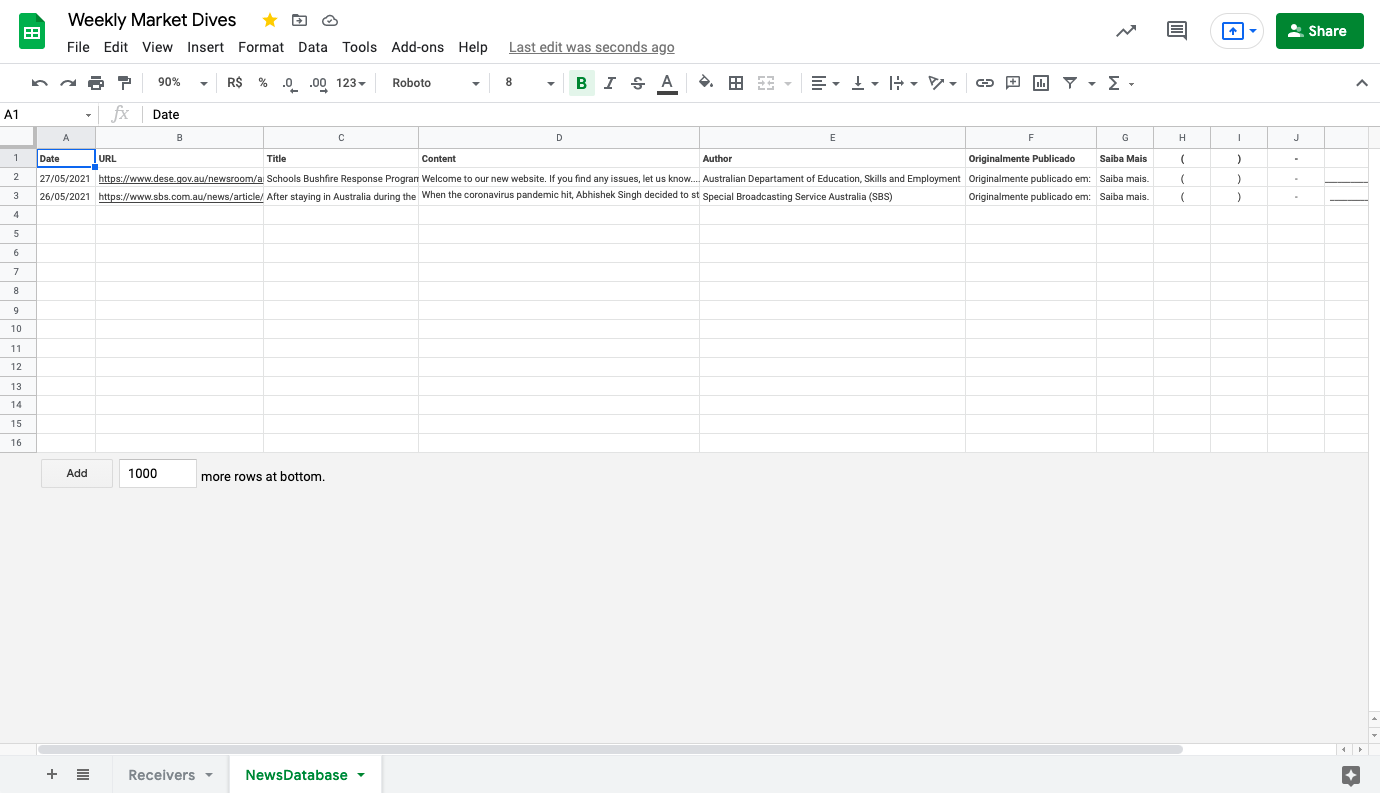 Weekly Market Dives
File Edit View Insert Format Data Tools Add-ons Help Last edit was seconds ago
Share
90% R$ % .0 .00 123 Roboto 8 B I S A Σ
A1 fx Date
A B C D E F G H I J
1 Date URL Title Content Author Originalmente Publicado Saiba Mais ( ) -
2 27/05/2021 https://www.dese.gov.au/newsroom/a Schools Bushfire Response Program Welcome to our new website. If you find any issues, let us know.... Australian Departament of Education, Skills and Employment Originalmente publicado em: Saiba mais. ( ) - ________
3 26/05/2021 https://www.sbs.com.au/news/article/ After staying in Australia during the When the coronavirus pandemic hit, Abhishek Singh decided to st Special Broadcasting Service Australia (SBS) Originalmente publicado em: Saiba mais. ( ) - _______
4
5
6
7
8
9
10
11
12
13
14
15
16
Add 1000 more rows at bottom.
+ Receivers NewsDatabase